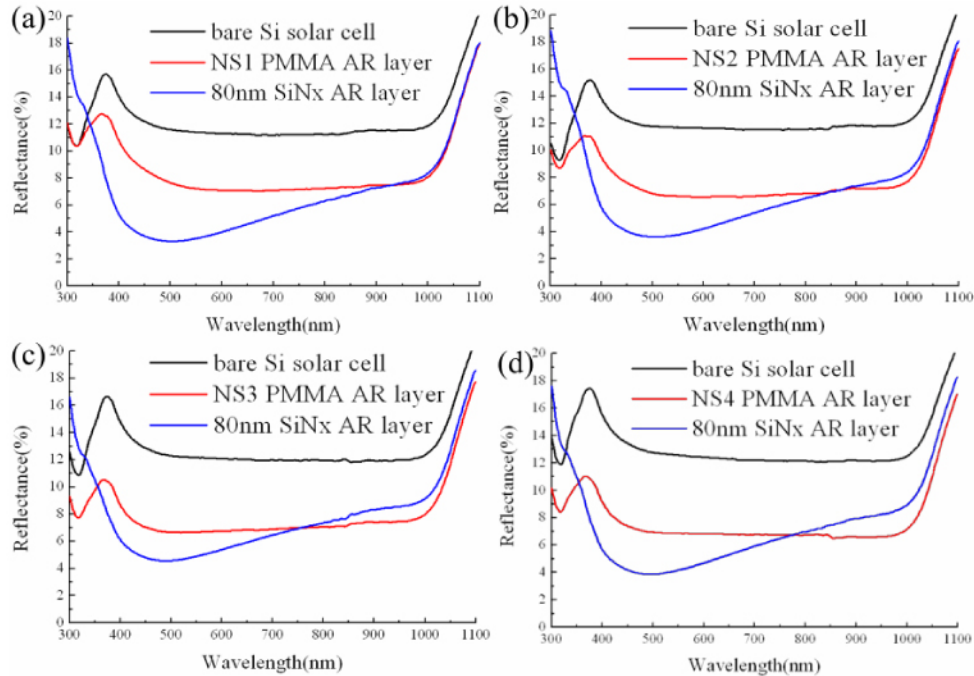 (a)
bare Si solar cell
NS1 PMMA AR layer
80nm SiNx AR layer
Reflectance(%)
20
18
16
14
12
10
8
6
4
2
0
300 400 500 600 700 800 900 1000 1100
Wavelength(nm)
(b)
bare Si solar cell
NS2 PMMA AR layer
80nm SiNx AR layer
Reflectance(%)
20
18
16
14
12
10
8
6
4
2
0
300 400 500 600 700 800 900 1000 1100
Wavelength(nm)
(c)
bare Si solar cell
NS3 PMMA AR layer
80nm SiNx AR layer
Reflectance(%)
20
18
16
14
12
10
8
6
4
2
0
300 400 500 600 700 800 900 1000 1100
Wavelength(nm)
(d)
bare Si solar cell
NS4 PMMA AR layer
80nm SiNx AR layer
Reflectance(%)
20
18
16
14
12
10
8
6
4
2
0
300 400 500 600 700 800 900 1000 1100
Wavelength(nm)